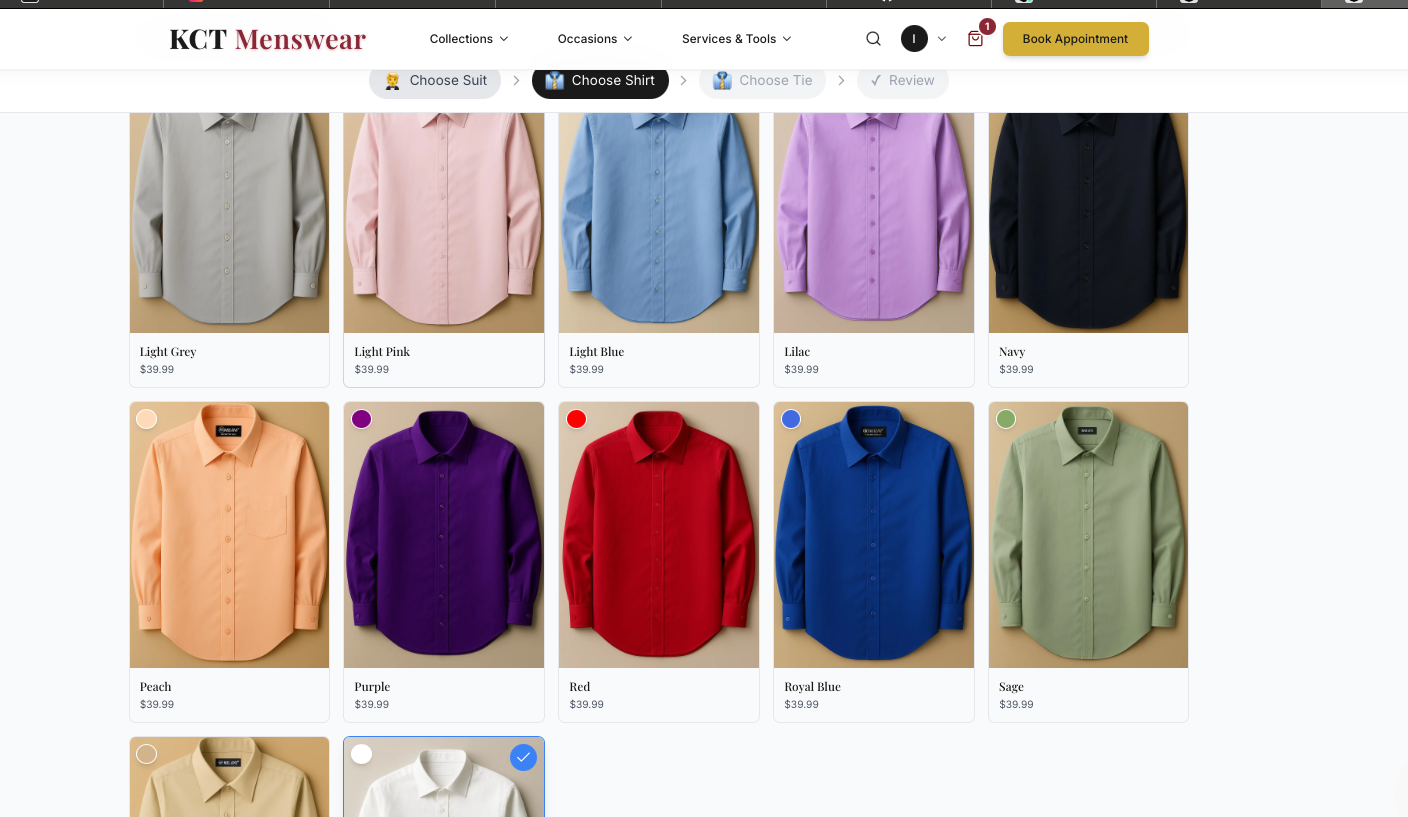 KCT Menswear
Collections
Occasions
Services & Tools
I
1
Book Appointment
Choose Suit
Choose Shirt
Choose Tie
✓ Review
Light Grey
$39.99
Light Pink
$39.99
Light Blue
$39.99
Lilac
$39.99
Navy
$39.99
Peach
$39.99
Purple
$39.99
Red
$39.99
Royal Blue
$39.99
Sage
$39.99